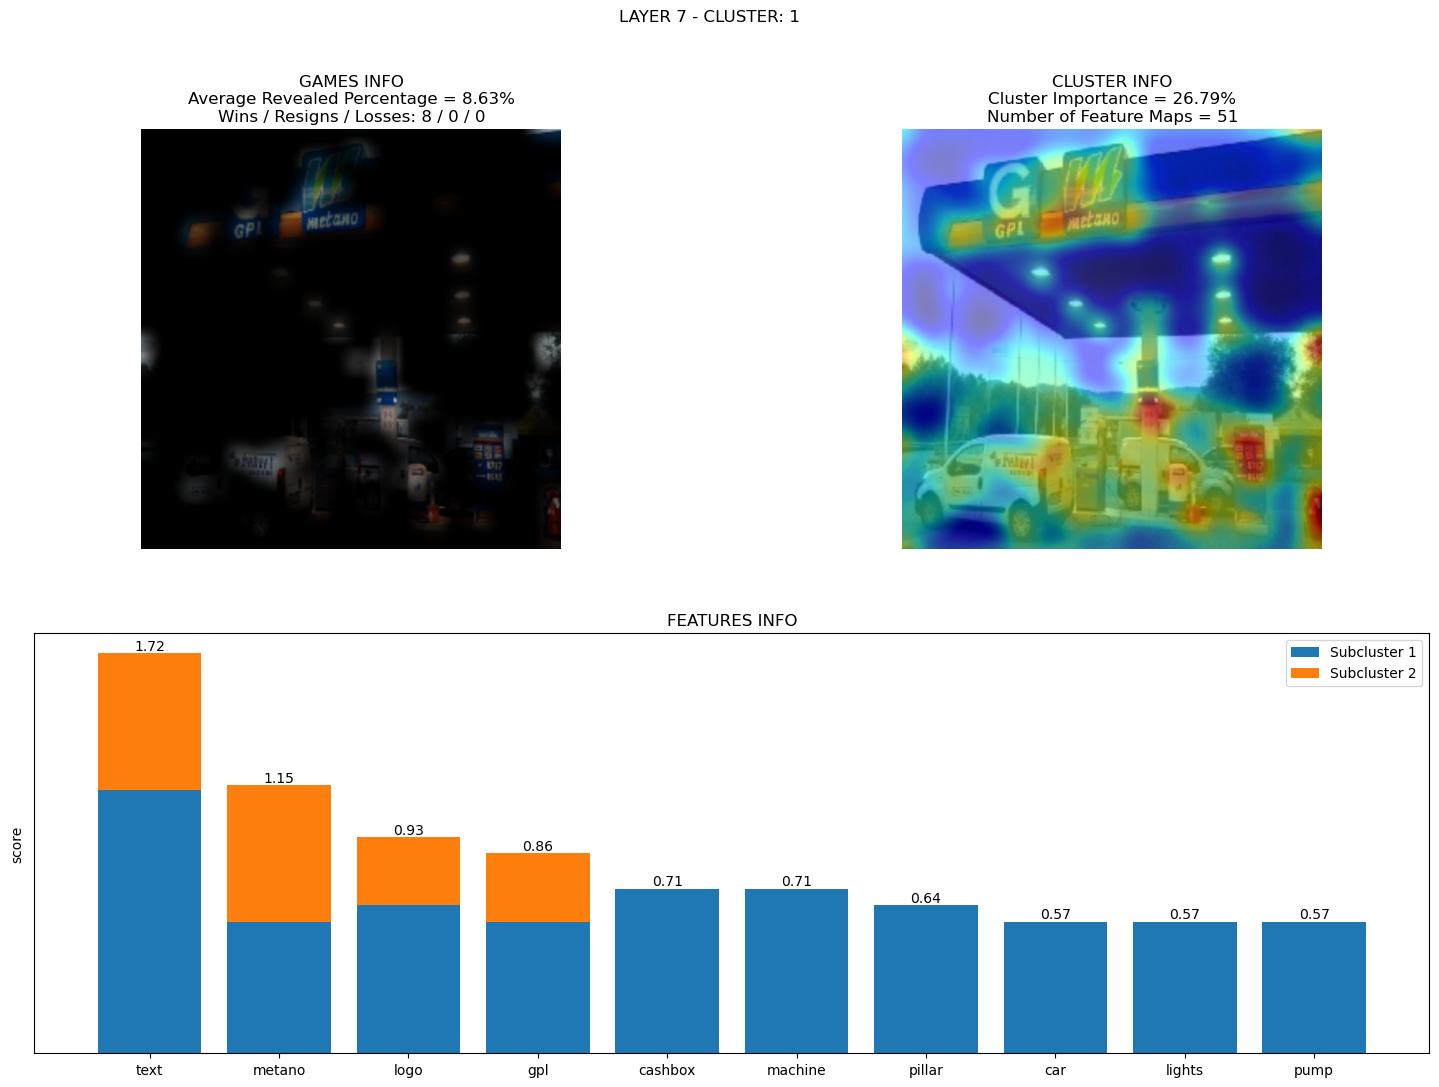 LAYER 7 - CLUSTER: 1
GAMES INFO
Average Revealed Percentage = 8.63%
Wins / Resigns / Losses: 8 / 0 / 0
G
GPL
metano
CLUSTER INFO
Cluster Importance = 26.79%
Number of Feature Maps = 51
G
GPL
metano
FEATURES INFO
Subcluster 1
Subcluster 2
score
1.72
1.15
0.93
0.86
0.71
0.71
0.64
0.57
0.57
0.57
text
metano
logo
gpl
cashbox
machine
pillar
car
lights
pump